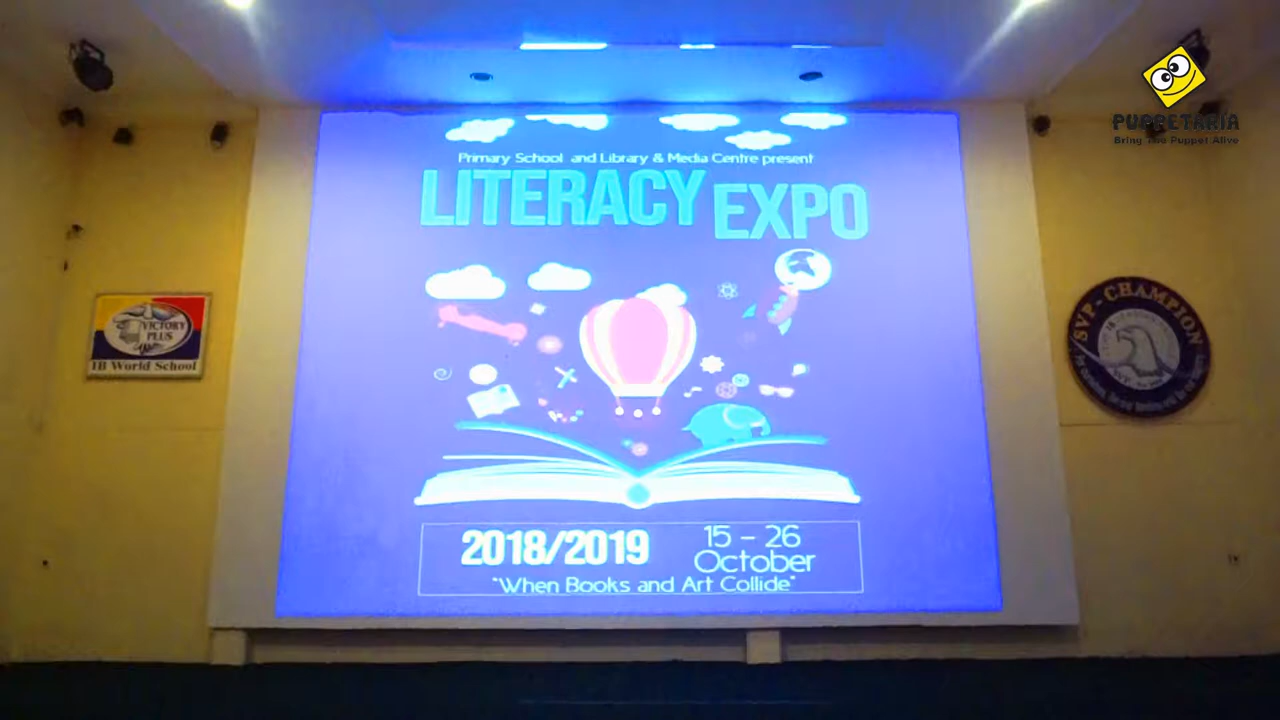 PUPPETARIA
Bring The Puppet Alive
Primary School and Library & Media Centre present
LITERACY EXPO
VICTORY
PLUS
IB World School
SVP - CHAMPION
SVP
2018/2019
15 - 26
October
"When Books and Art Collide"